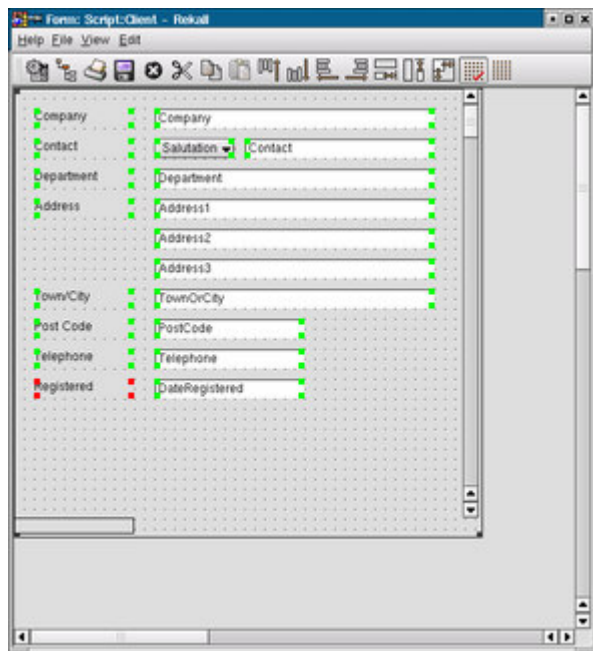 Form: Script:Client - Rekall
Help File View Edit
Company Company
Contact Salutation Contact
Department Department
Address Address1
Address2
Address3
Town/City TownOrCity
Post Code PostCode
Telephone Telephone
Registered DateRegistered